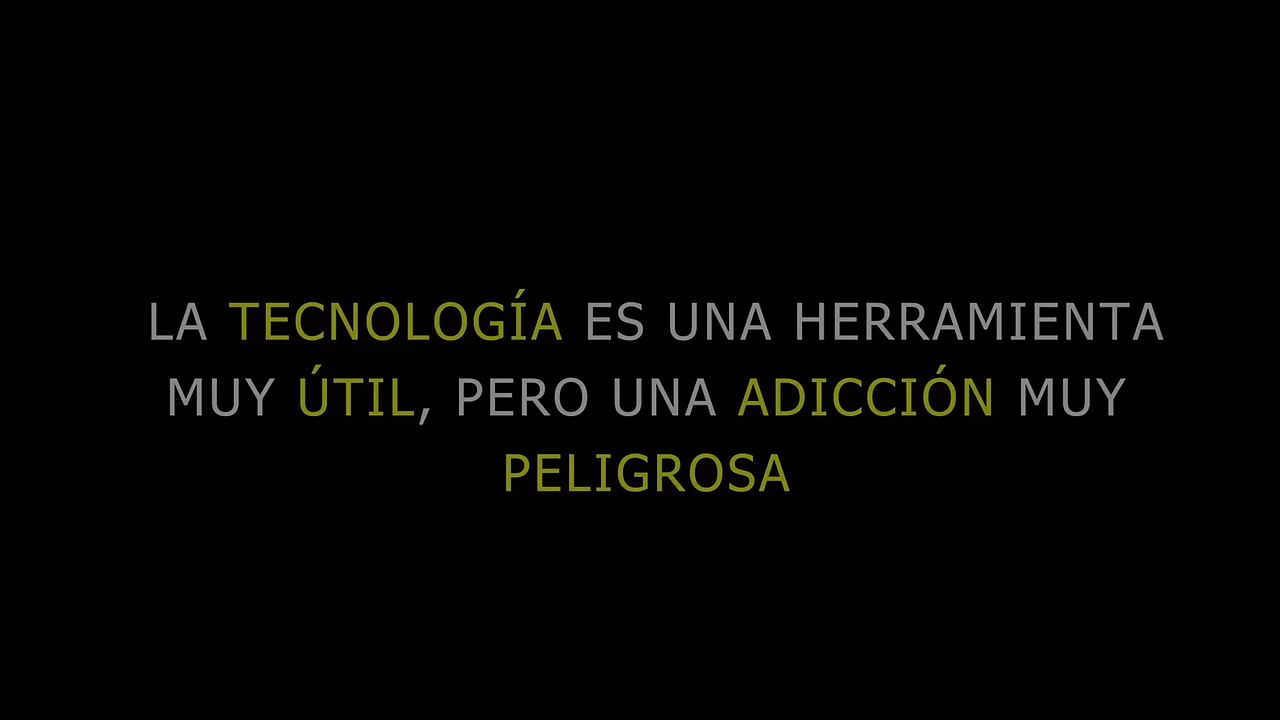 LA TECNOLOGÍA ES UNA HERRAMIENTA
MUY ÚTIL, PERO UNA ADICCIÓN MUY
PELIGROSA